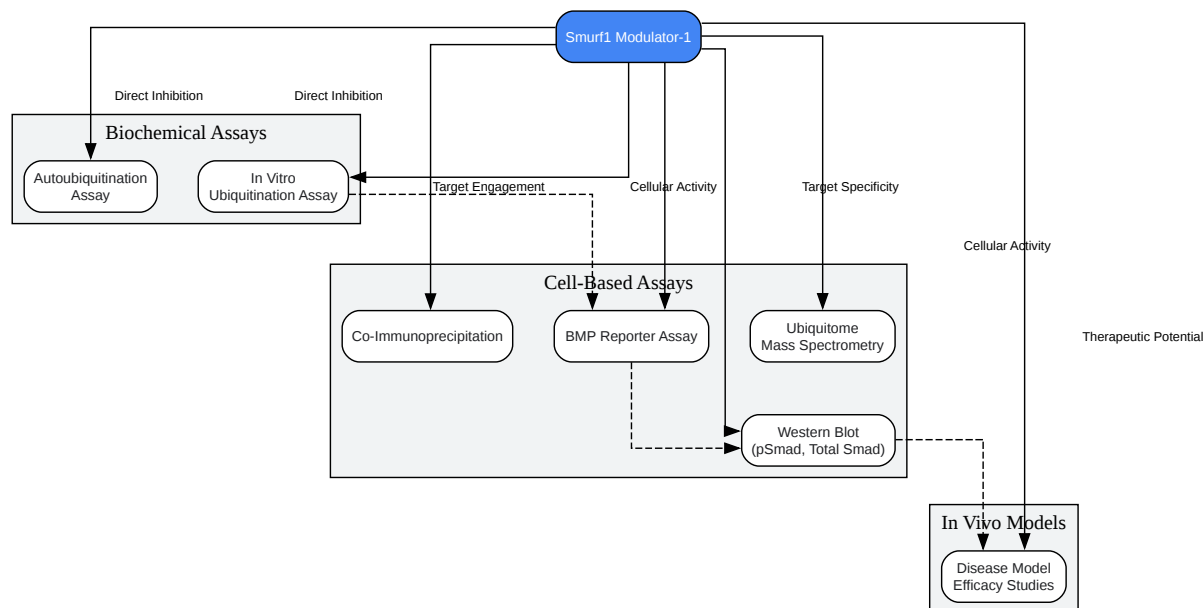 Smurf1 Modulator-1
Direct Inhibition
Direct Inhibition
Biochemical Assays
Autoubiquitination
Assay
In Vitro
Ubiquitination Assay
Target Engagement
Cellular Activity
Target Specificity
Cellular Activity
Cell-Based Assays
Co-Immunoprecipitation
BMP Reporter Assay
Ubiquitome
Mass Spectrometry
Therapeutic Potential
Western Blot
(pSmad, Total Smad)
In Vivo Models
Disease Model
Efficacy Studies